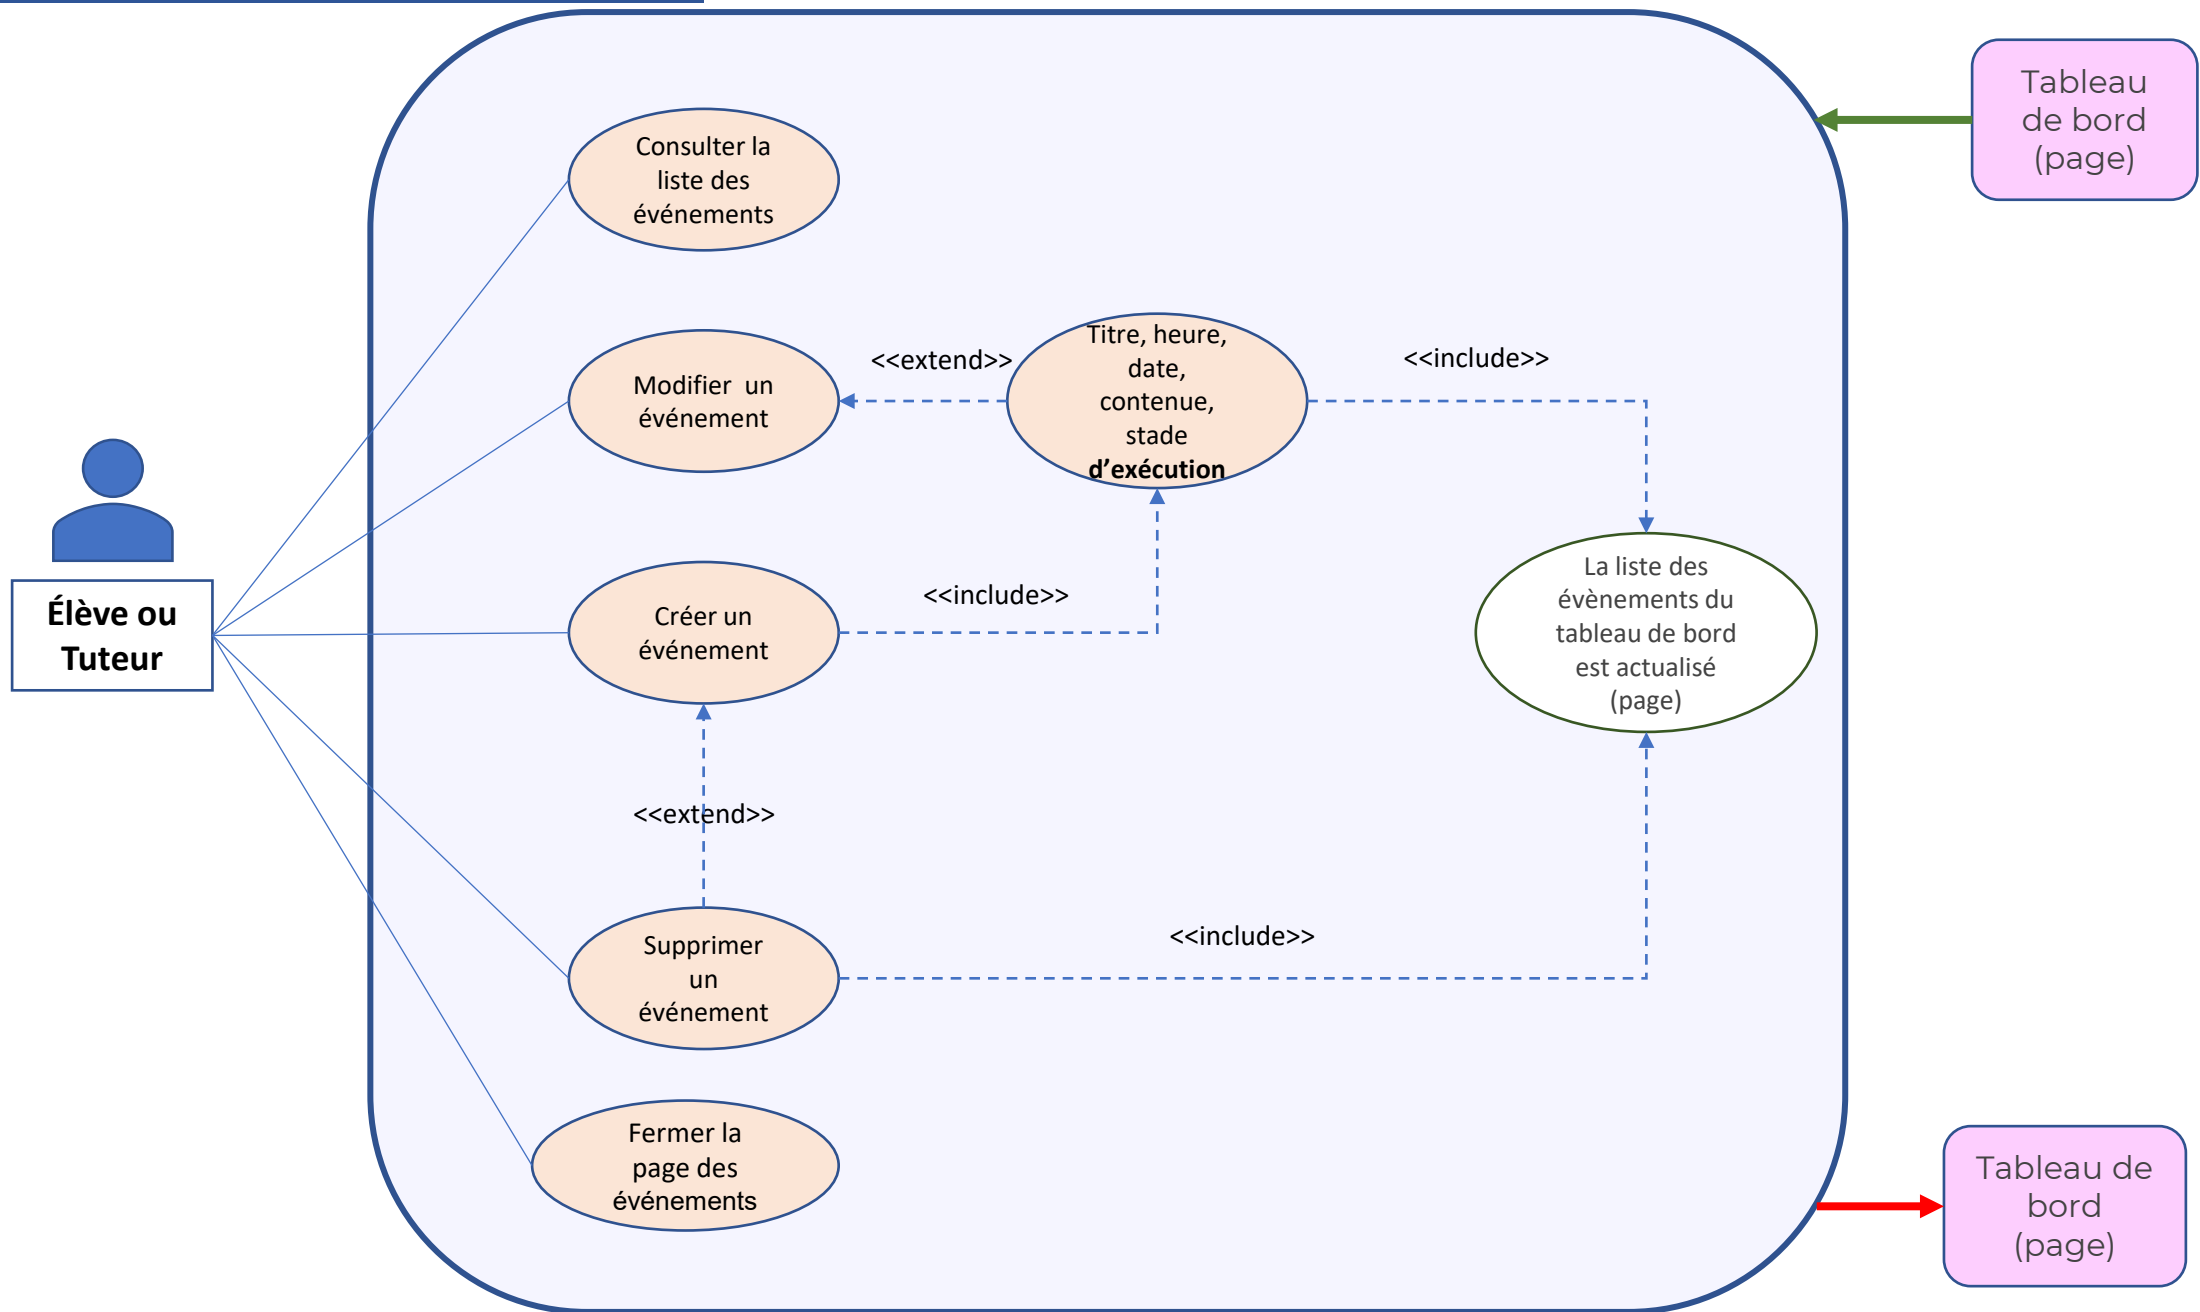 Tableau
de bord
(page)
Consulter la
liste des
événements
Titre, heure,
date,
contenue,
stade
d’exécution
<<extend>>
<<include>>
Modifier un
événement
Élève ou
Tuteur
Créer un
événement
<<include>>
La liste des
évènements du
tableau de bord
est actualisé
(page)
<<extend>>
Supprimer
un
événement
<<include>>
Fermer la
page des
événements
Tableau de
bord
(page)